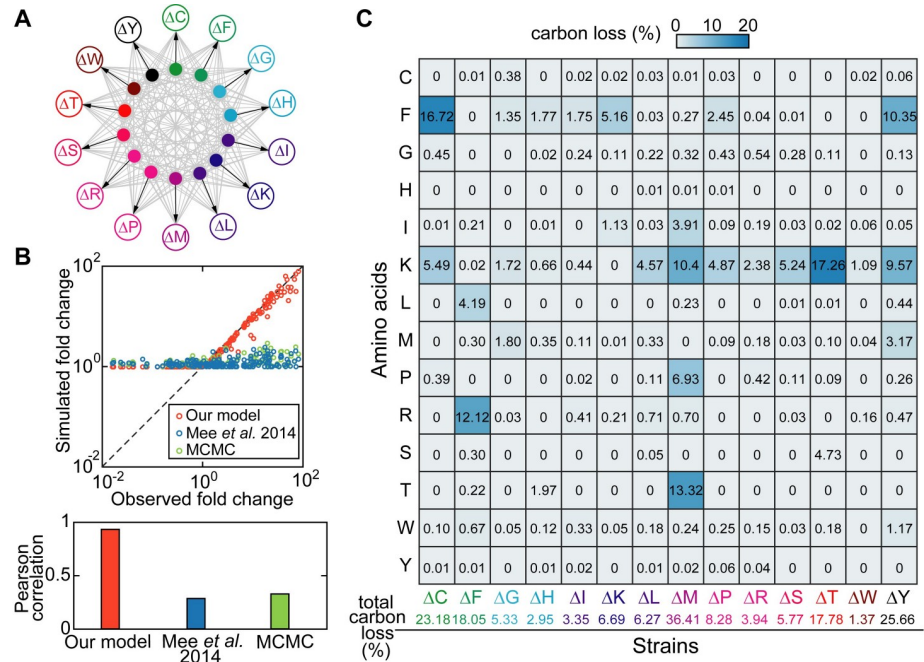 A
ΔC
ΔF
ΔG
ΔH
ΔI
ΔK
ΔL
ΔM
ΔP
ΔR
ΔS
ΔT
ΔW
ΔY
B
Simulated fold change
10²
10⁰
10⁻²
Our model
Mee et al. 2014
MCMC
10⁻² 10⁰ 10²
Observed fold change
Pearson
correlation
1
0.5
0
Our model Mee et al. 2014 MCMC
C
carbon loss (%) 0 20
Amino acids
C 0 0.01 0.38 0 0.02 0.02 0.03 0.01 0.03 0 0 0 0.02 0.06
F 16.72 0 1.35 1.77 1.75 5.16 0.03 0.27 2.45 0.04 0.01 0 0 10.35
G 0.45 0 0 0.02 0.24 0.11 0.22 0.32 0.43 0.54 0.28 0.11 0 0.13
H 0 0 0 0 0 0 0.01 0.01 0.01 0 0 0 0 0
I 0.01 0.21 0 0.01 0 1.13 0 3.91 0.09 0.19 0.03 0.02 0.06 0.05
K 5.49 0.02 1.72 0.66 0.44 0 4.57 10.4 4.87 2.38 5.24 17.26 1.09 9.57
L 0 4.19 0 0 0 0 0 0.23 0 0 0.01 0.01 0 0.44
M 0 0.30 1.80 0.35 0.11 0.01 0.33 0 0.09 0.18 0.03 0.10 0.04 3.17
P 0.39 0 0 0 0.02 0 0.11 6.93 0 0.42 0.11 0.09 0 0.26
R 0 12.12 0.03 0 0.41 0.21 0.71 0.70 0 0 0.03 0 0.16 0.47
S 0 0.30 0 0 0 0 0.05 0 0 0 0 4.73 0 0
T 0 0.22 0 1.97 0 0 0 13.32 0 0 0 0 0 0
W 0.10 0.67 0.05 0.12 0.33 0.05 0.18 0.24 0.25 0.15 0.03 0.18 0 1.17
Y 0.01 0.01 0 0.01 0.02 0 0.01 0.02 0.06 0.04 0 0 0 0
ΔC ΔF ΔG ΔH ΔI ΔK ΔL ΔM ΔP ΔR ΔS ΔT ΔW ΔY
total
carbon 23.18 18.05 5.33 2.95 3.35 6.69 6.27 36.41 8.28 3.94 5.77 17.78 1.37 25.66
loss
(%)
Strains